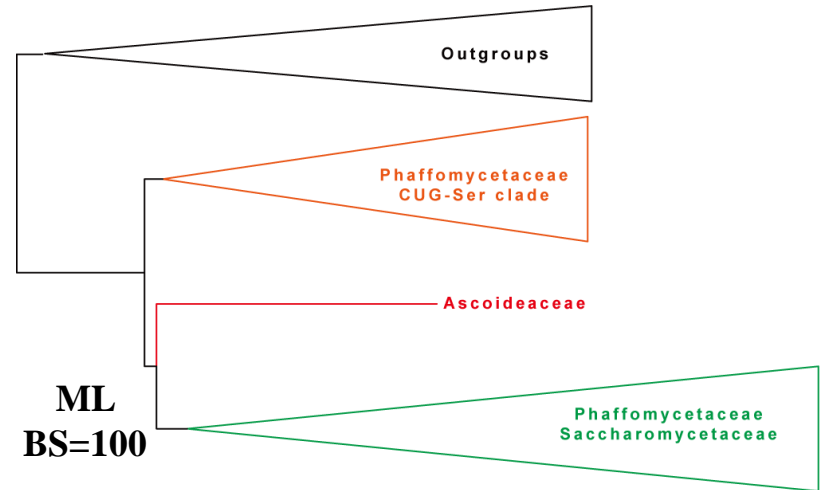 Outgroups
Phaffomycetaceae
CUG-Ser clade
Ascoideaceae
ML
BS=100
Phaffomycetaceae
Saccharomycetaceae